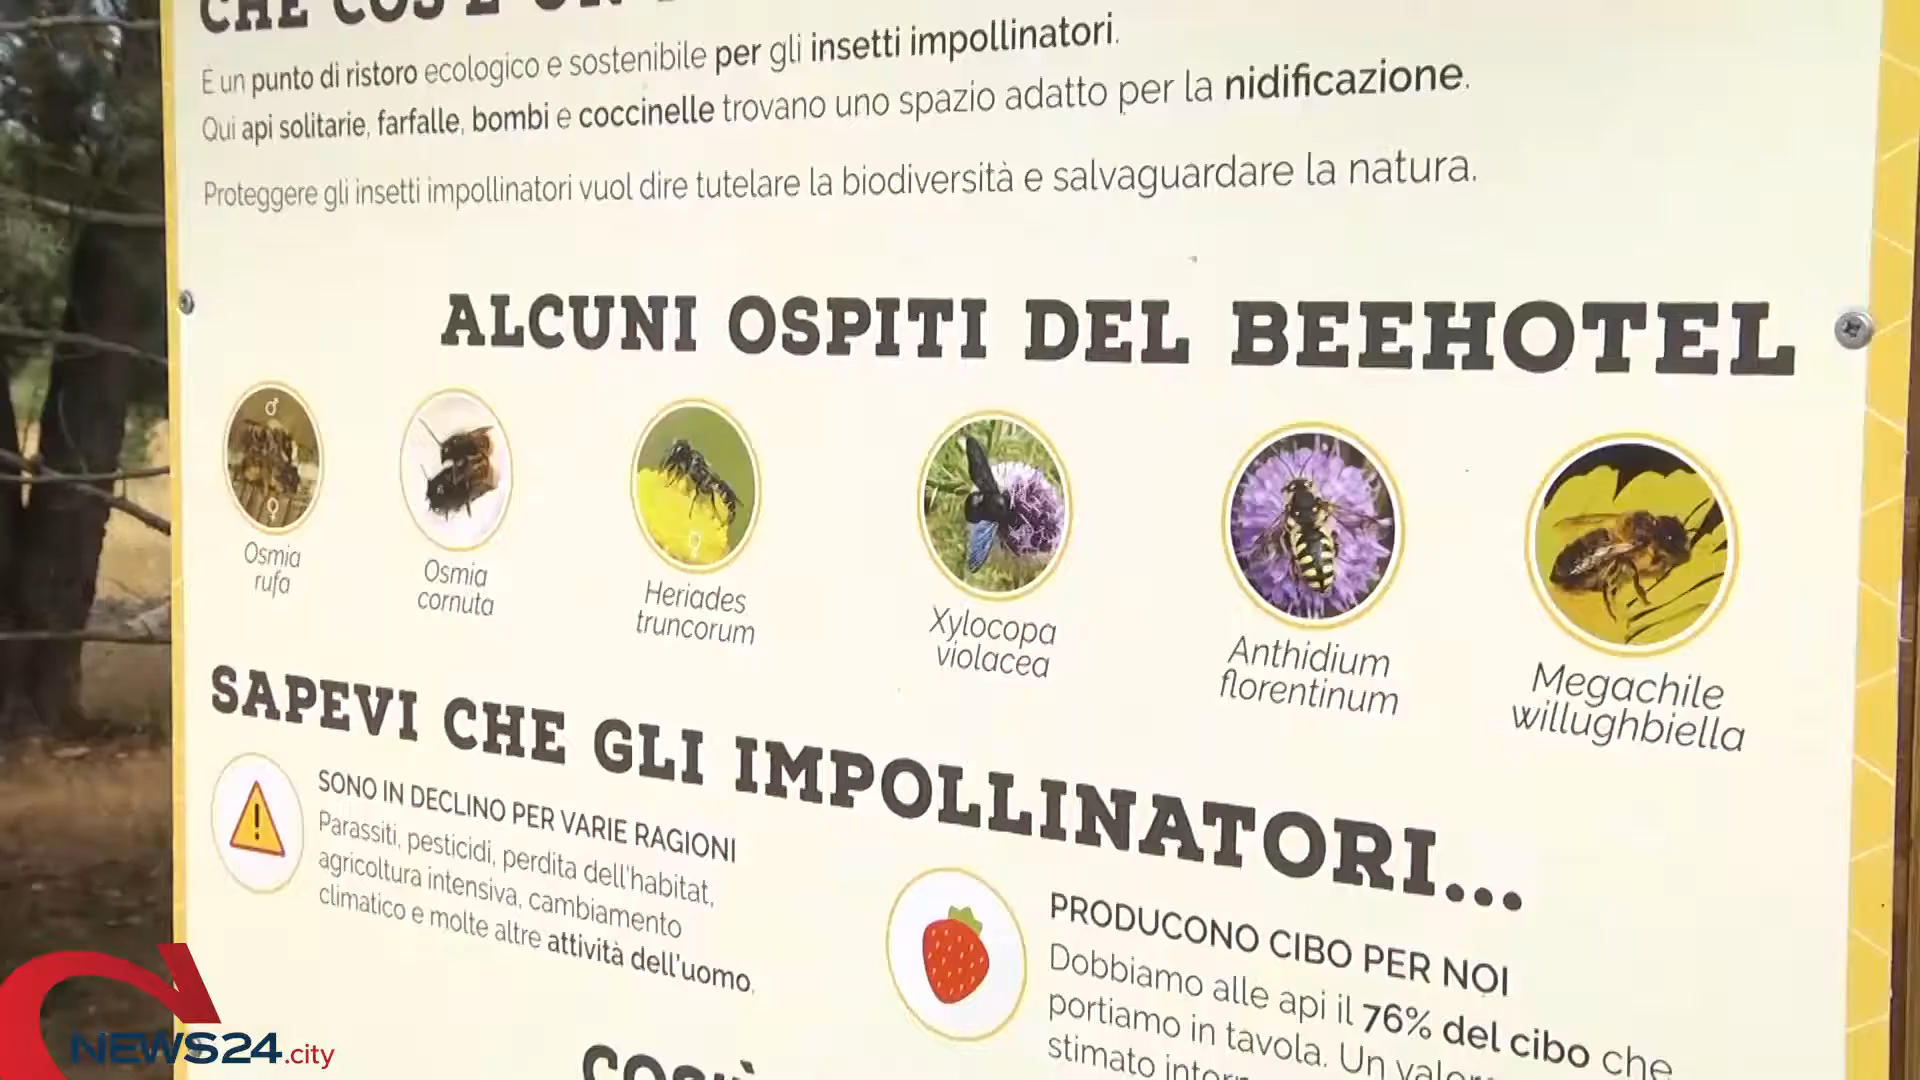 CHE COS'È UN
È un punto di ristoro ecologico e sostenibile per gli insetti impollinatori.
Qui api solitarie, farfalle, bombi e coccinelle trovano uno spazio adatto per la nidificazione.
Proteggere gli insetti impollinatori vuol dire tutelare la biodiversità e salvaguardare la natura.
ALCUNI OSPITI DEL BEEHOTEL
Osmia
rufa
Osmia
cornuta
Heriades
truncorum
Xylocopa
violacea
Anthidium
florentinum
Megachile
willughbiella
SAPEVI CHE GLI IMPOLLINATORI...
SONO IN DECLINO PER VARIE RAGIONI
Parassiti, pesticidi, perdita dell'habitat,
agricoltura intensiva, cambiamento
climatico e molte altre attività dell'uomo.
PRODUCONO CIBO PER NOI
Dobbiamo alle api il 76% del cibo che
portiamo in tavola. Un valore
stimato
NEWS24.city